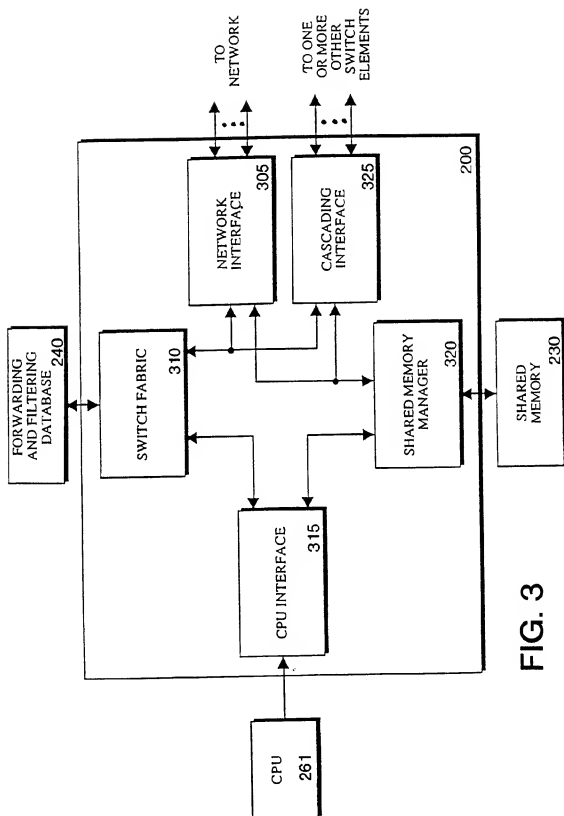 FORWARDING
AND FILTERING
DATABASE
240
TO
NETWORK
TO ONE
OR MORE
OTHER
SWITCH
ELEMENTS
SWITCH FABRIC
310
NETWORK
INTERFACE
305
CASCADING
INTERFACE
325
200
CPU
261
CPU INTERFACE
315
SHARED MEMORY
MANAGER
320
SHARED
MEMORY
230
FIG. 3